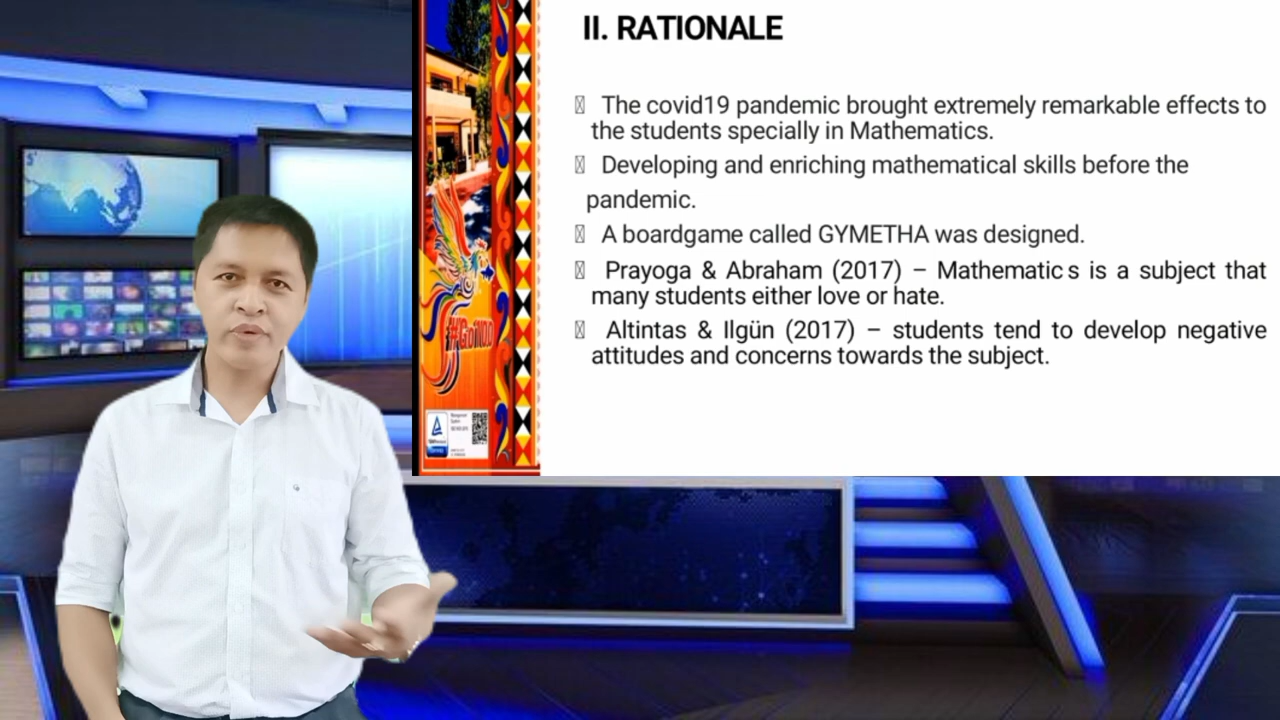 II. RATIONALE
The covid19 pandemic brought extremely remarkable effects to
the students specially in Mathematics.
Developing and enriching mathematical skills before the
pandemic.
A boardgame called GYMETHA was designed.
Prayoga & Abraham (2017) – Mathematics is a subject that
many students either love or hate.
Altintas & Ilgün (2017) – students tend to develop negative
attitudes and concerns towards the subject.